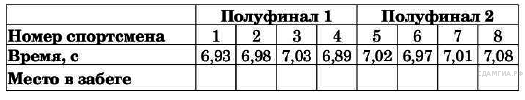 Полуфинал 1 Полуфинал 2
Номер спортсмена 1 2 3 4 5 6 7 8
Время, с 6,93 6,98 7,03 6,89 7,02 6,97 7,01 7,08
Место в забеге
СДАМГИА.РФ